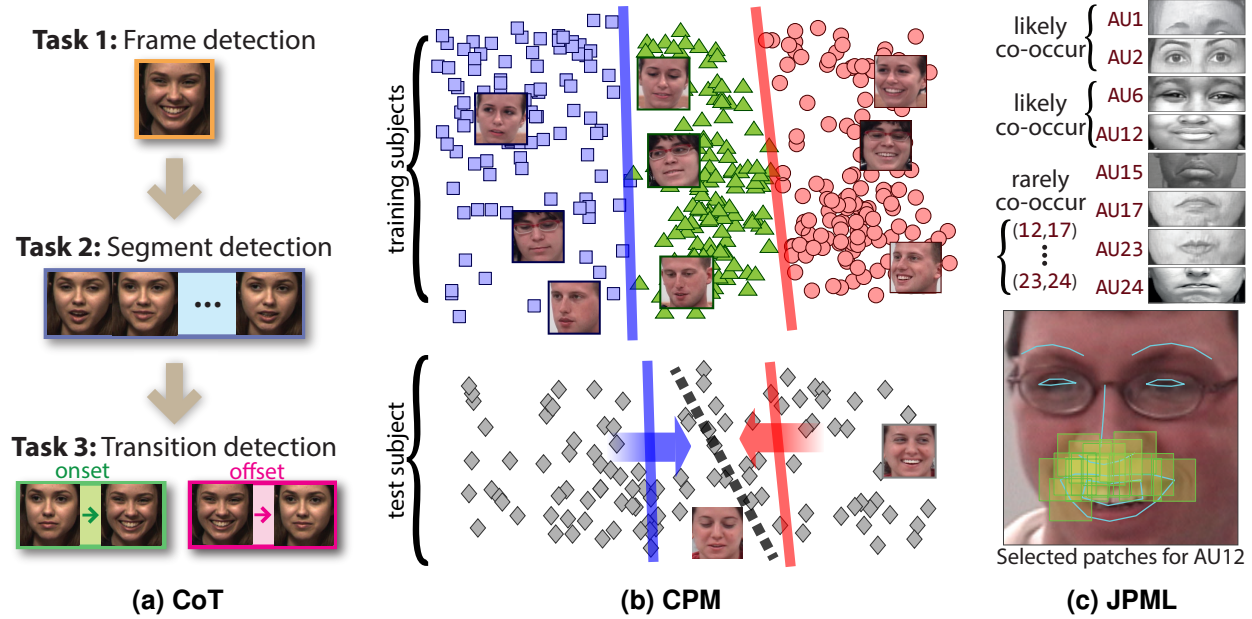 Task 1: Frame detection
Task 2: Segment detection
...
Task 3: Transition detection
onset
offset
(a) CoT
training subjects
test subject
(b) CPM
likely
co-occur
AU1
AU2
likely
co-occur
AU6
AU12
rarely
co-occur
(12,17)
⋮
(23,24)
AU15
AU17
AU23
AU24
Selected patches for AU12
(c) JPML